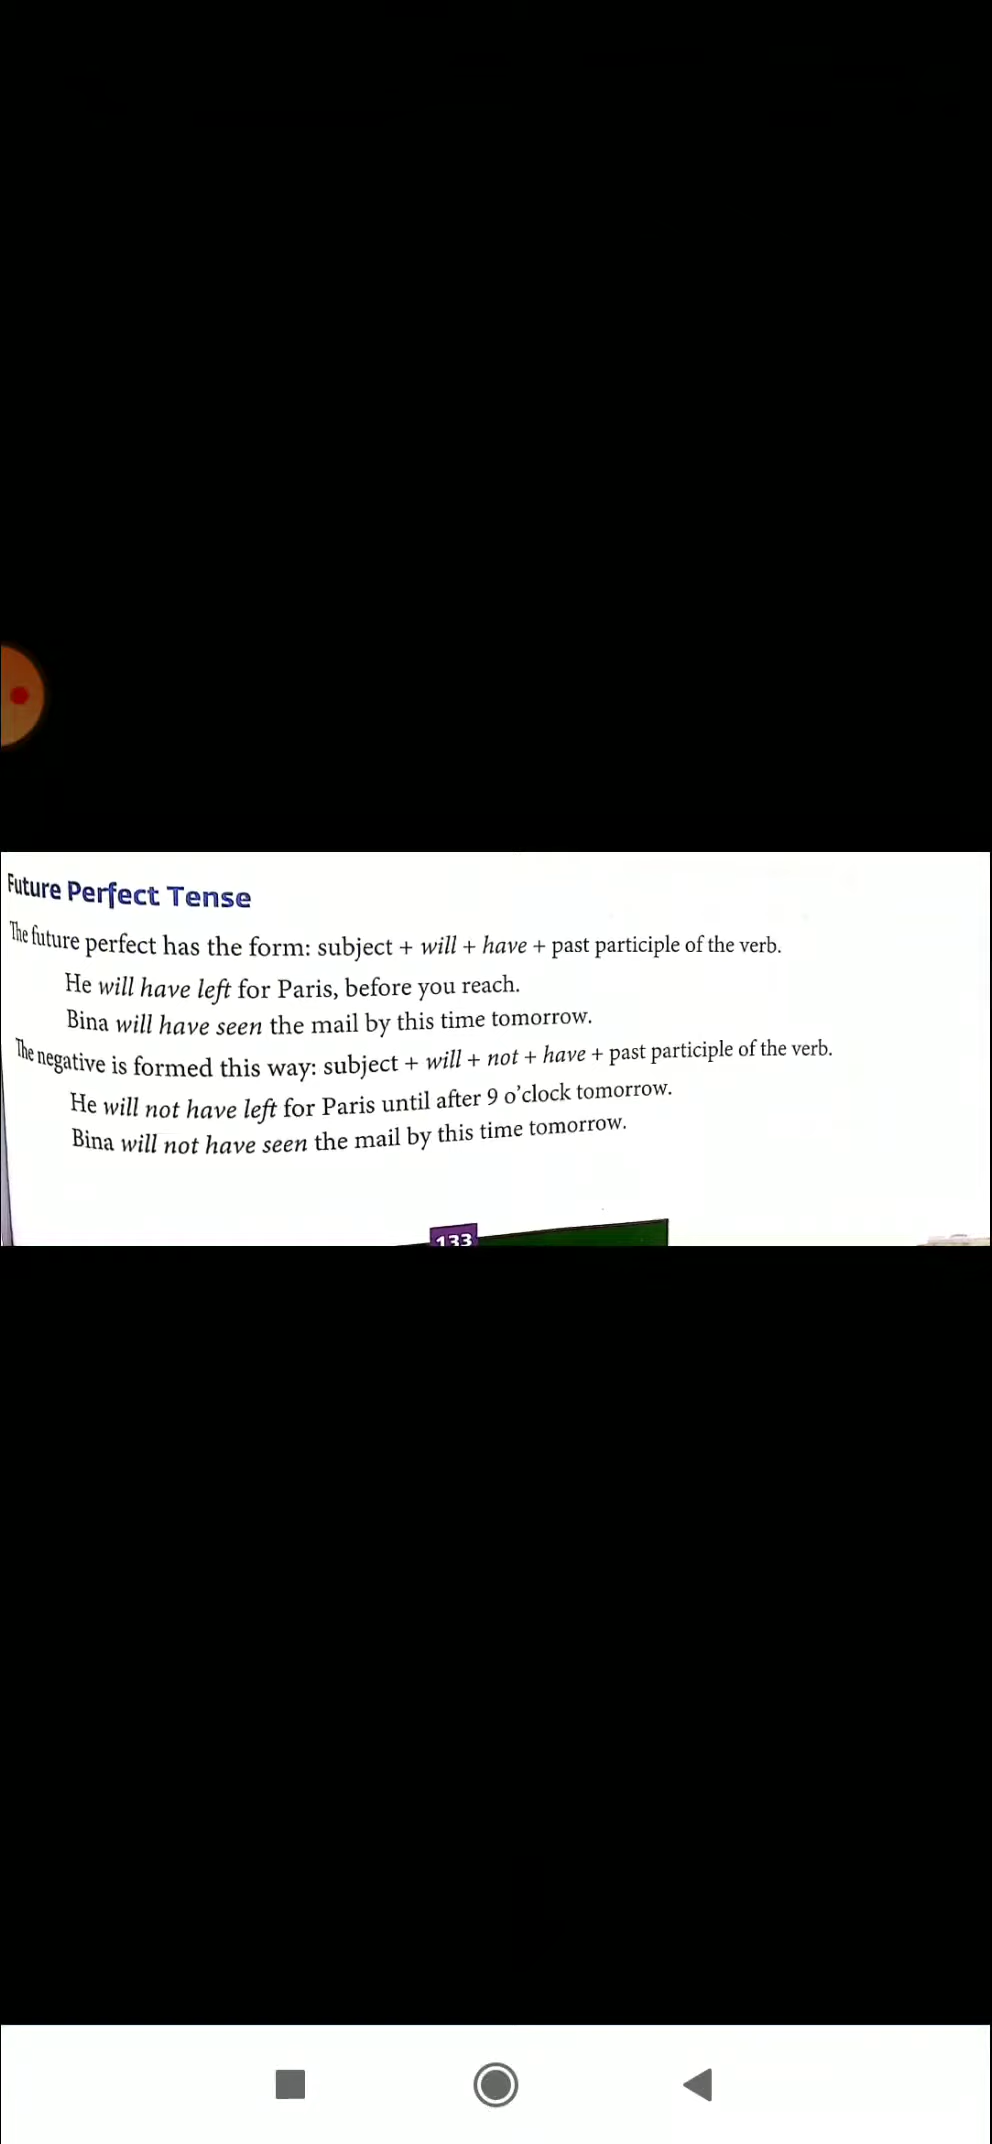 Future Perfect Tense
The future perfect has the form: subject + will + have + past participle of the verb.
He will have left for Paris, before you reach.
Bina will have seen the mail by this time tomorrow.
The negative is formed this way: subject + will + not + have + past participle of the verb.
He will not have left for Paris until after 9 o'clock tomorrow.
Bina will not have seen the mail by this time tomorrow.
133